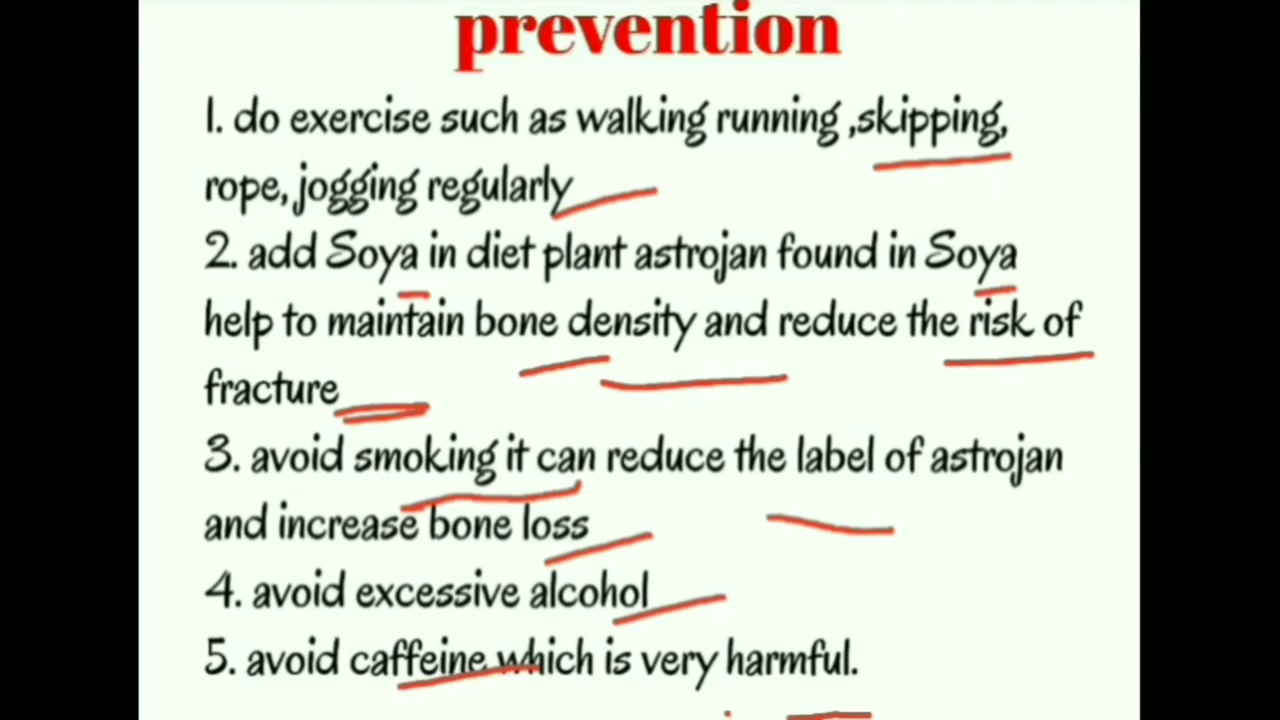 prevention
1. do exercise such as walking running ,skipping,
rope, jogging regularly
2. add Soya in diet plant astrojan found in Soya
help to maintain bone density and reduce the risk of
fracture
3. avoid smoking it can reduce the label of astrojan
and increase bone loss
4. avoid excessive alcohol
5. avoid caffeine which is very harmful.